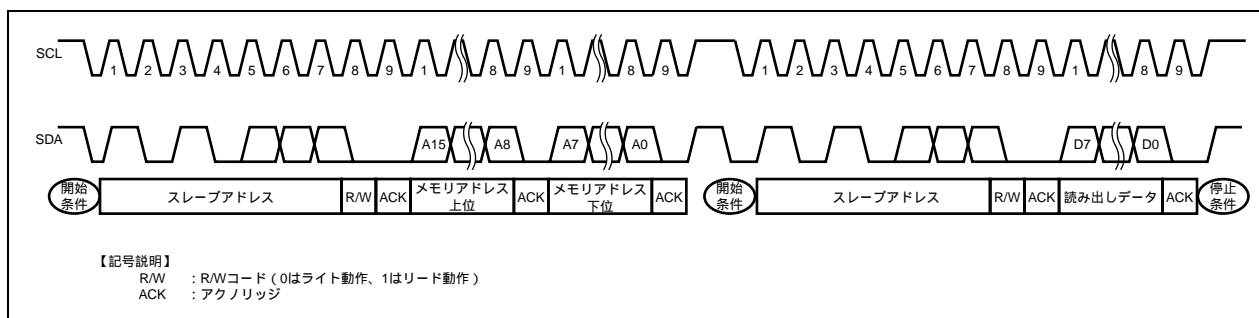 SCL 1 2 3 4 5 6 7 8 9 1 8 9 1 8 9 1 2 3 4 5 6 7 8 9 1 8 9
SDA A15 A8 A7 A0 D7 D0
開始条件 スレーブアドレス R/W ACK メモリアドレス上位 ACK メモリアドレス下位 ACK 開始条件 スレーブアドレス R/W ACK 読み出しデータ ACK 停止条件
【記号説明】
R/W :R/Wコード(0はライト動作、1はリード動作)
ACK :アクノリッジ